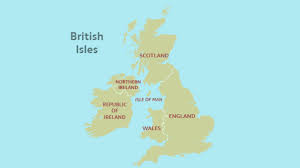 British
Isles
SCOTLAND
NORTHERN
IRELAND
ISLE OF MAN
REPUBLIC
OF
IRELAND
ENGLAND
WALES